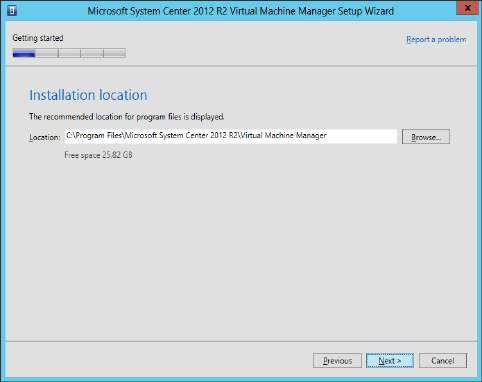 Microsoft System Center 2012 R2 Virtual Machine Manager Setup Wizard
x
Getting started
Report a problem
Installation location
The recommended location for program files is displayed.
Location: C:\Program Files\Microsoft System Center 2012 R2\Virtual Machine Manager Browse...
Free space 25.82 GB
Previous Next > Cancel